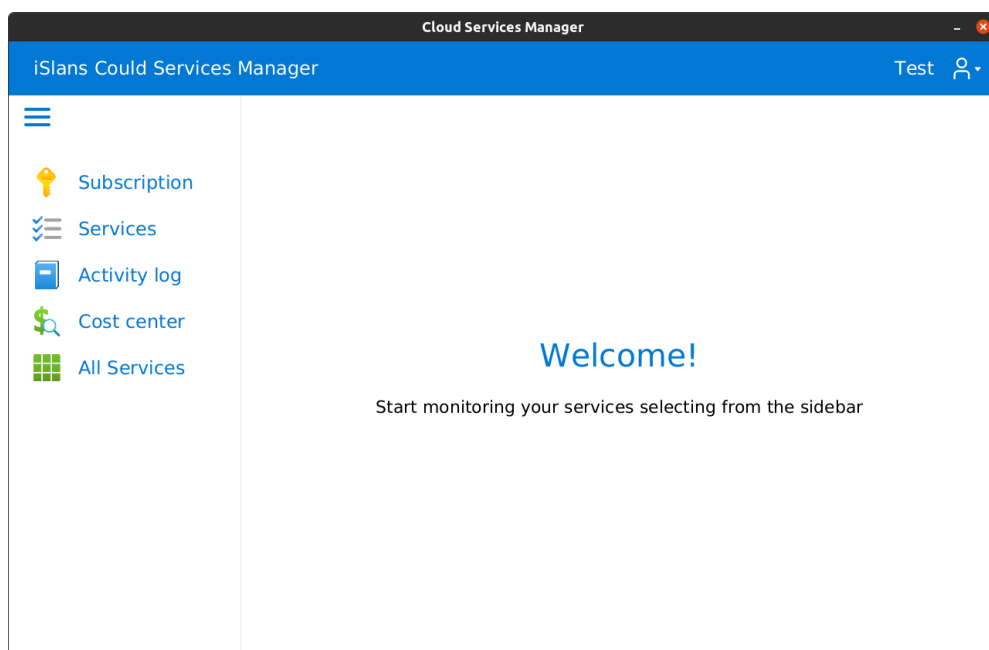 Cloud Services Manager
iSlans Could Services Manager
Test
Subscription
Services
Activity log
Cost center
All Services
Welcome!
Start monitoring your services selecting from the sidebar